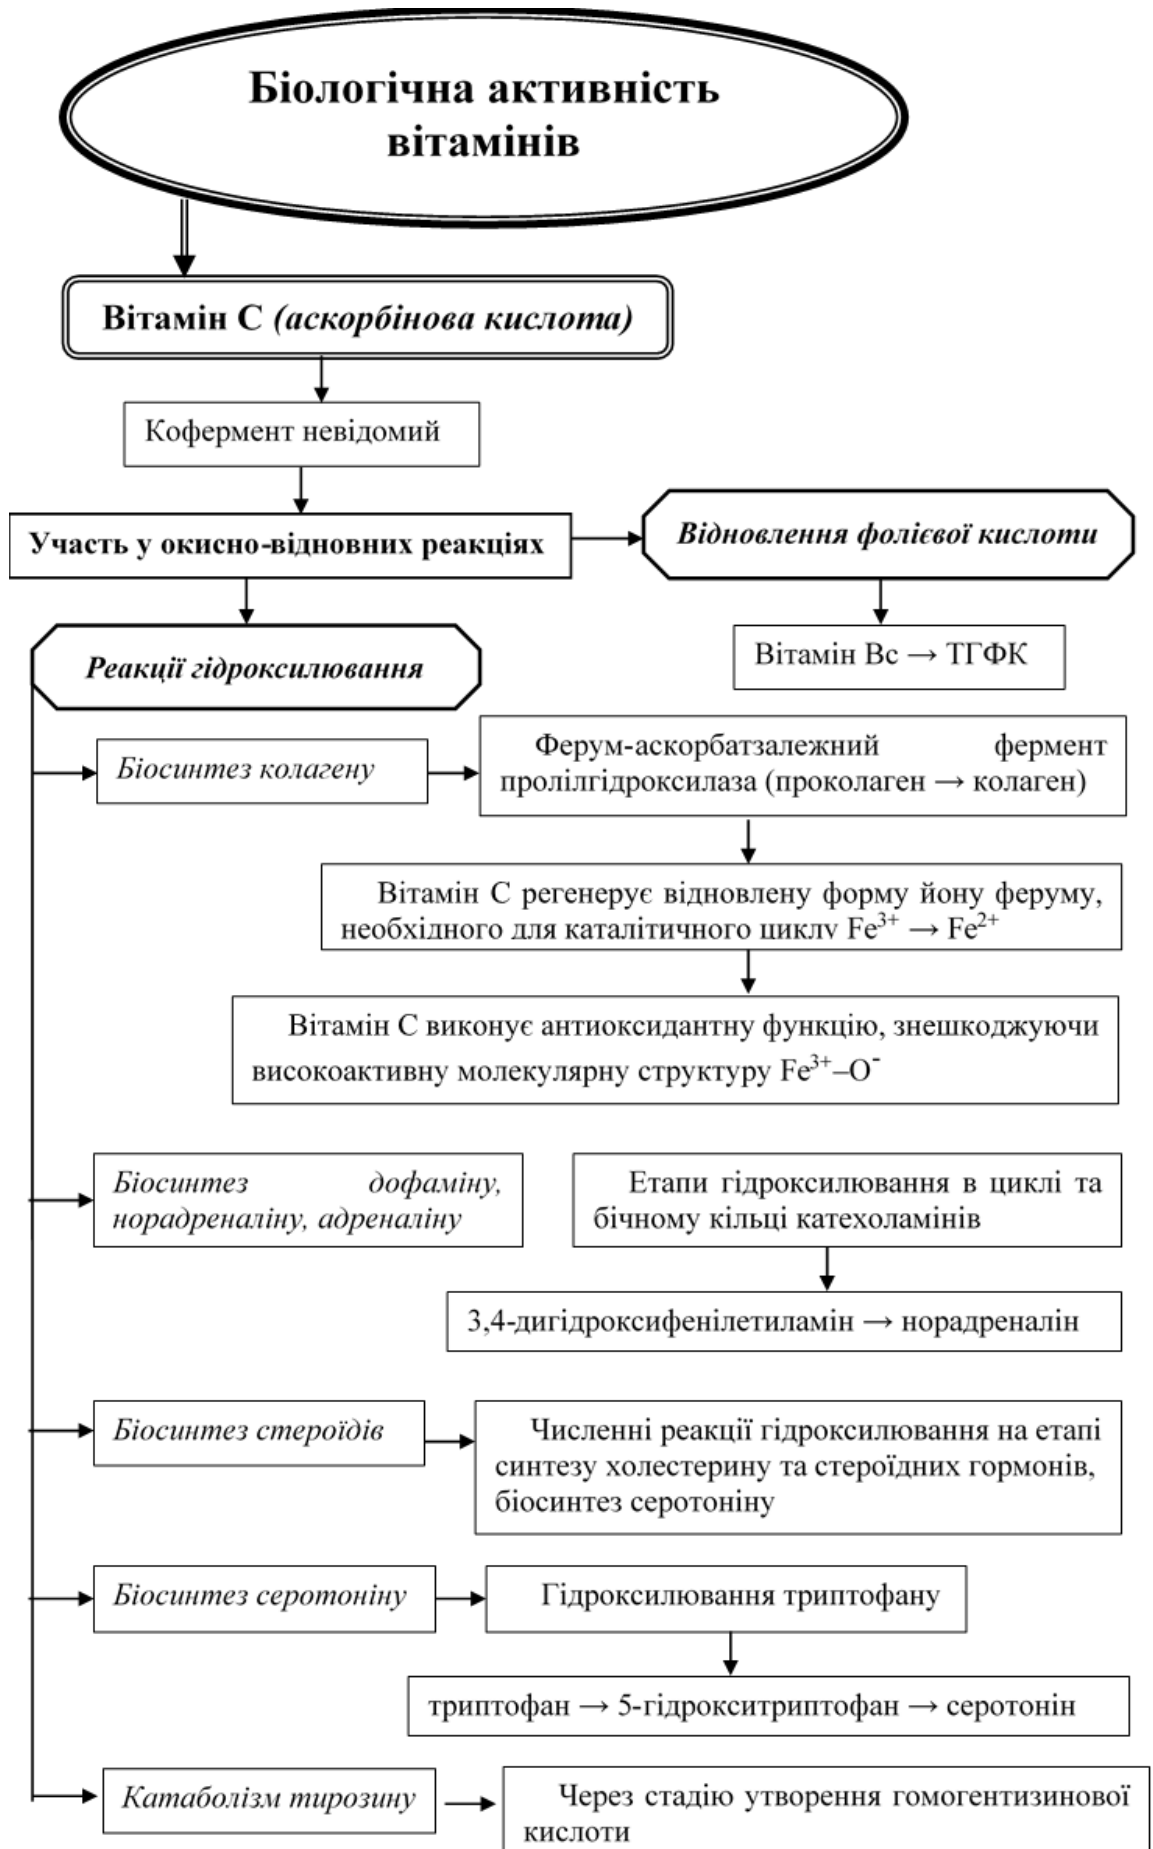 Біологічна активність
вітамінів
Вітамін С (аскорбінова кислота)
Кофермент невідомий
Участь у окисно-відновних реакціях
Відновлення фолієвої кислоти
Вітамін Вс → ТГФК
Реакції гідроксилювання
Біосинтез колагену
Ферум-аскорбатзалежний фермент
пролілгідроксилаза (проколаген → колаген)
Вітамін С регенерує відновлену форму йону феруму,
необхідного для каталітичного циклу Fe³⁺ → Fe²⁺
Вітамін С виконує антиоксидантну функцію, знешкоджуючи
високоактивну молекулярну структуру Fe³⁺–O⁻
Біосинтез дофаміну,
норадреналіну, адреналіну
Етапи гідроксилювання в циклі та
бічному кільці катехоламінів
3,4-дигідроксифенілетиламін → норадреналін
Біосинтез стероїдів
Численні реакції гідроксилювання на етапі
синтезу холестерину та стероїдних гормонів,
біосинтез серотоніну
Біосинтез серотоніну
Гідроксилювання триптофану
триптофан → 5-гідрокситриптофан → серотонін
Катаболізм тирозину
Через стадію утворення гомогентизинової
кислоти